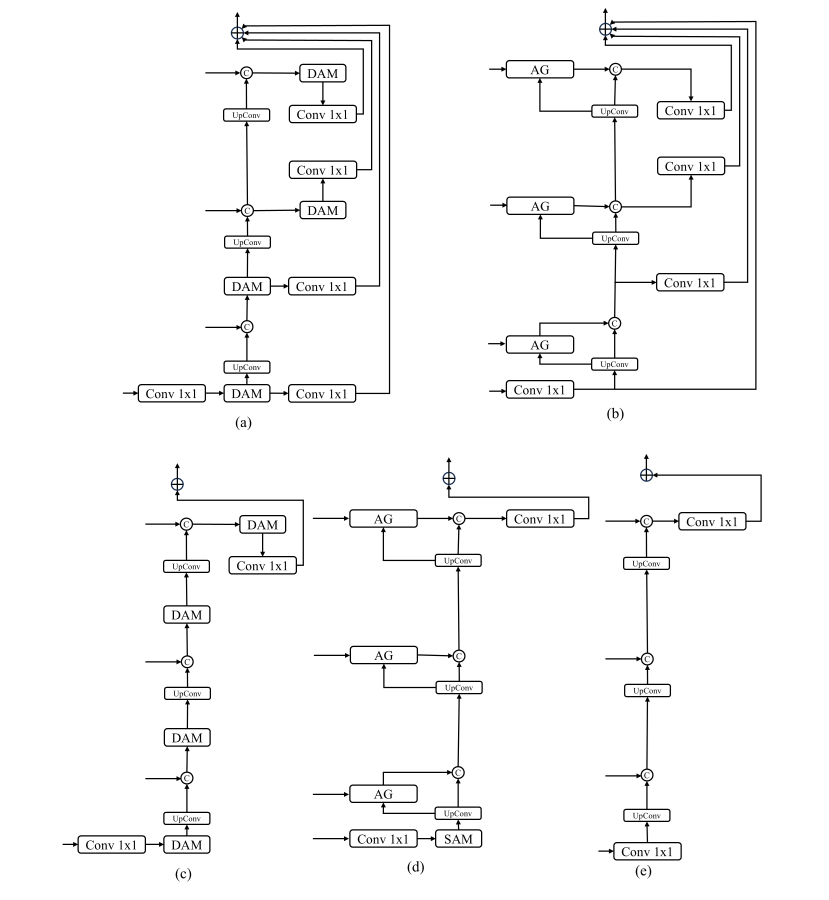 C
DAM
UpConv
Conv 1x1
Conv 1x1
C
DAM
UpConv
DAM
Conv 1x1
C
UpConv
Conv 1x1
DAM
Conv 1x1
(a)
AG
C
UpConv
Conv 1x1
Conv 1x1
AG
C
UpConv
Conv 1x1
C
AG
UpConv
Conv 1x1
(b)
C
DAM
UpConv
Conv 1x1
DAM
C
UpConv
DAM
C
UpConv
Conv 1x1
DAM
(c)
AG
C
Conv 1x1
UpConv
AG
C
UpConv
C
AG
UpConv
Conv 1x1
SAM
(d)
C
Conv 1x1
UpConv
C
UpConv
C
UpConv
Conv 1x1
(e)